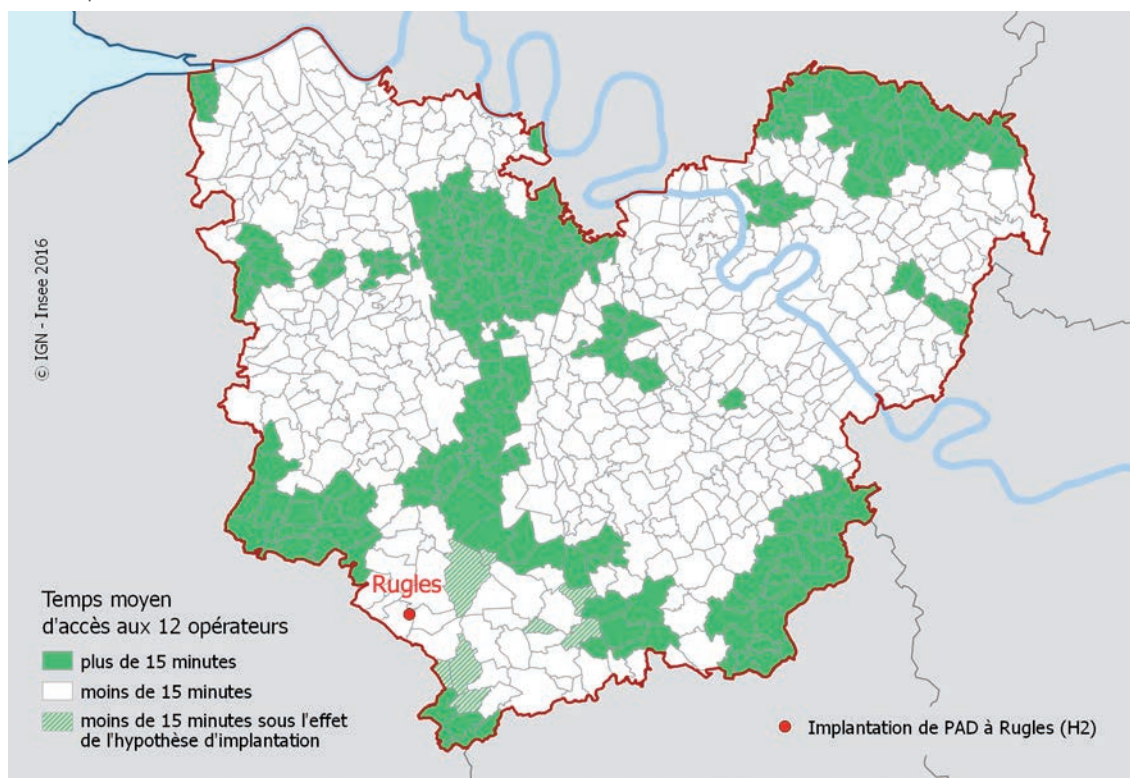 © IGN - Insee 2016
Rugles
Temps moyen
d'accès aux 12 opérateurs
plus de 15 minutes
moins de 15 minutes
moins de 15 minutes sous l'effet
de l'hypothèse d'implantation
Implantation de PAD à Rugles (H2)